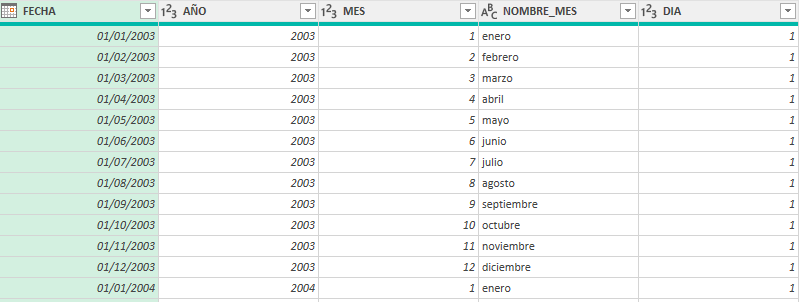 FECHA 1²3 AÑO 1²3 MES ABC NOMBRE_MES 1²3 DIA
01/01/2003 2003 1 enero 1
01/02/2003 2003 2 febrero 1
01/03/2003 2003 3 marzo 1
01/04/2003 2003 4 abril 1
01/05/2003 2003 5 mayo 1
01/06/2003 2003 6 junio 1
01/07/2003 2003 7 julio 1
01/08/2003 2003 8 agosto 1
01/09/2003 2003 9 septiembre 1
01/10/2003 2003 10 octubre 1
01/11/2003 2003 11 noviembre 1
01/12/2003 2003 12 diciembre 1
01/01/2004 2004 1 enero 1